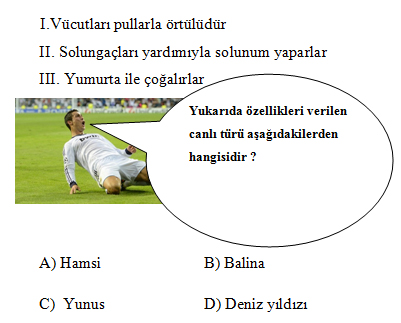 I.Vücutları pullarla örtülüdür
II. Solungaçları yardımıyla solunum yaparlar
III. Yumurta ile çoğalırlar
Yukarıda özellikleri verilen
canlı türü aşağıdakilerden
hangisidir ?
A) Hamsi B) Balina
C) Yunus D) Deniz yıldızı